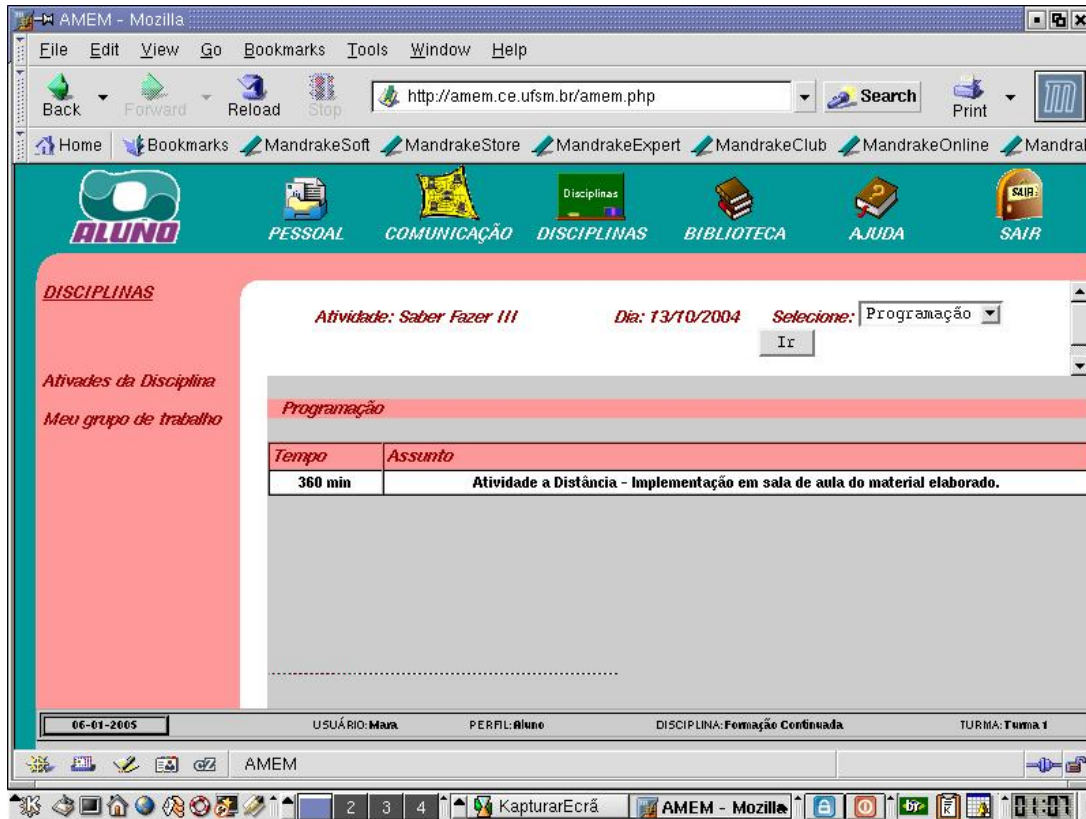 AMEM - Mozilla
File Edit View Go Bookmarks Tools Window Help
Back Forward Reload Stop http://amem.ce.ufsm.br/amem.php Search Print
Home Bookmarks MandrakeSoft MandrakeStore MandrakeExpert MandrakeClub MandrakeOnline Mandral
Disciplinas SAIR
ALUNO PESSOAL COMUNICAÇÃO DISCIPLINAS BIBLIOTECA AJUDA SAIR
DISCIPLINAS
Atividade: Saber Fazer III Dia: 13/10/2004 Selecione: Programação
Ir
Ativades da Disciplina
Meu grupo de trabalho
Programação
Tempo Assunto
360 min Atividade a Distância - Implementação em sala de aula do material elaborado.
06-01-2005 USUÁRIO: Mara PERFIL: Aluno DISCIPLINA: Formação Continuada TURMA: Turma 1
AMEM
2 3 4 KapturarEcrã AMEM - Mozilla br 01:07